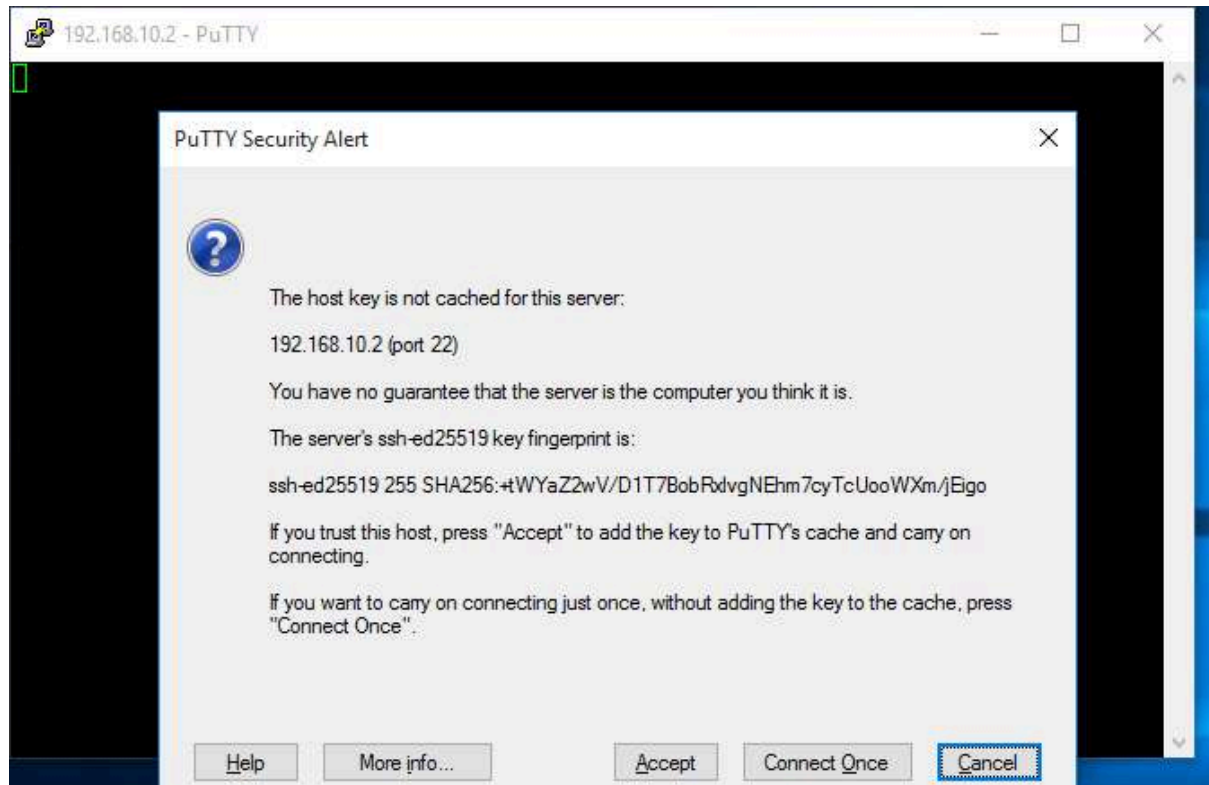 192.168.10.2 - PuTTY
PuTTY Security Alert
The host key is not cached for this server:
192.168.10.2 (port 22)
You have no guarantee that the server is the computer you think it is.
The server's ssh-ed25519 key fingerprint is:
ssh-ed25519 255 SHA256:+tWYaZ2wV/D1T7BobRxlvgNEhm7cyTcUooWXm/jEigo
If you trust this host, press "Accept" to add the key to PuTTY's cache and carry on
connecting.
If you want to carry on connecting just once, without adding the key to the cache, press
"Connect Once".
Help More info... Accept Connect Once Cancel